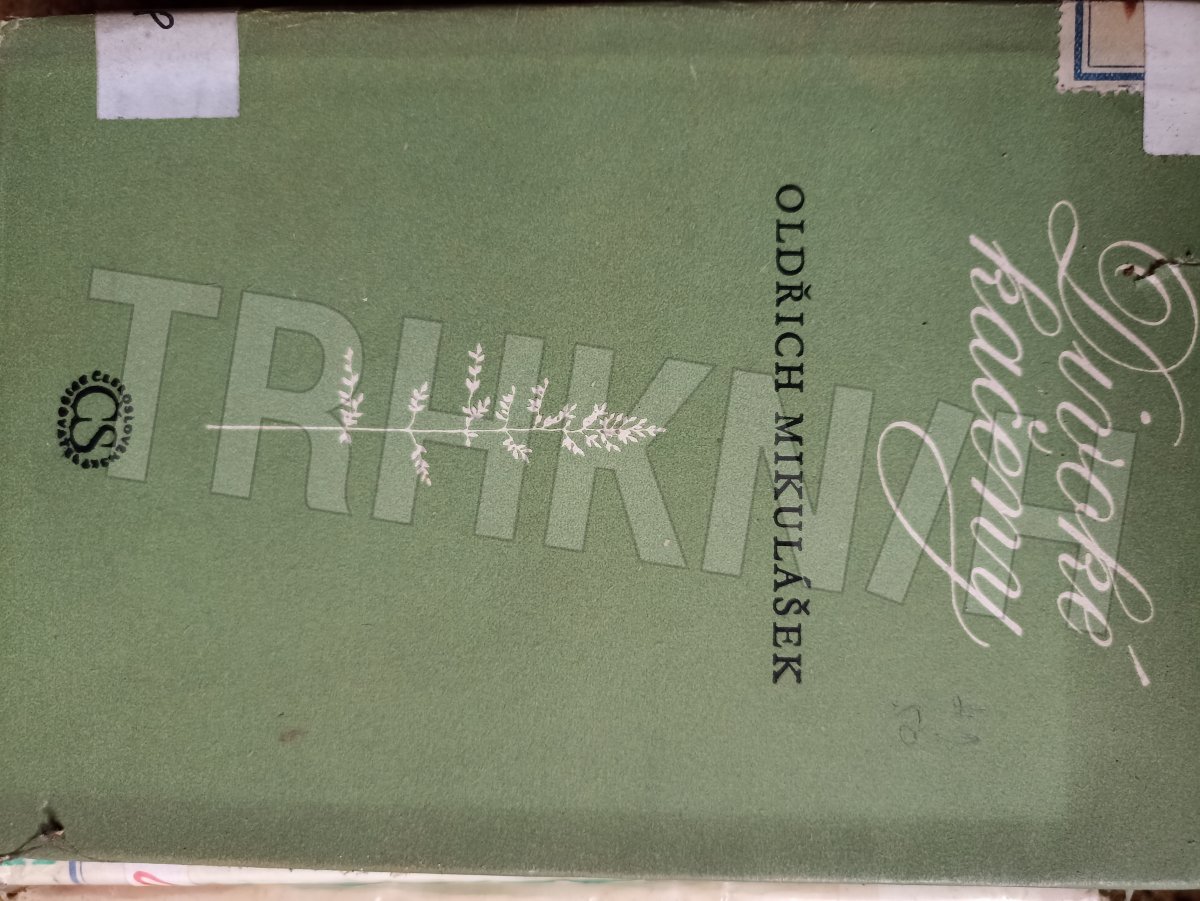 Divoké
kačeny
OLDŘICH MIKULÁŠEK
TRHKNIH
ČS